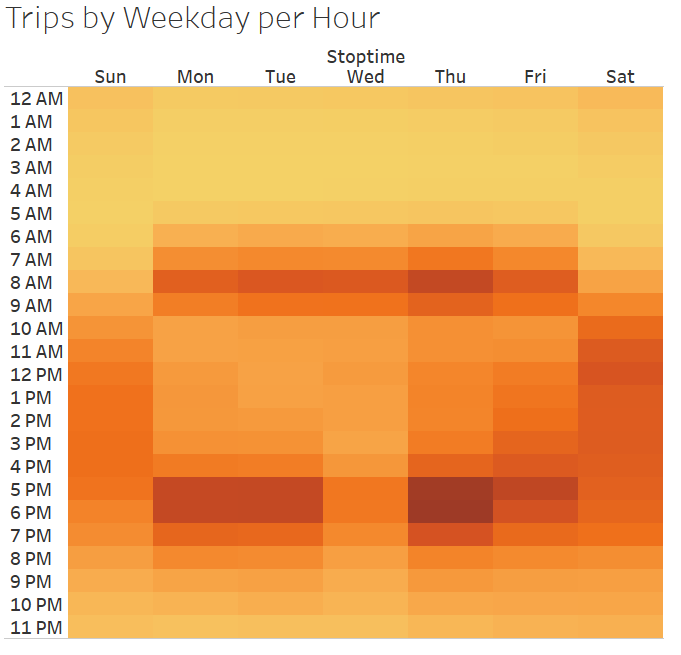 Trips by Weekday per Hour
Stoptime
Sun Mon Tue Wed Thu Fri Sat
12 AM
1 AM
2 AM
3 AM
4 AM
5 AM
6 AM
7 AM
8 AM
9 AM
10 AM
11 AM
12 PM
1 PM
2 PM
3 PM
4 PM
5 PM
6 PM
7 PM
8 PM
9 PM
10 PM
11 PM